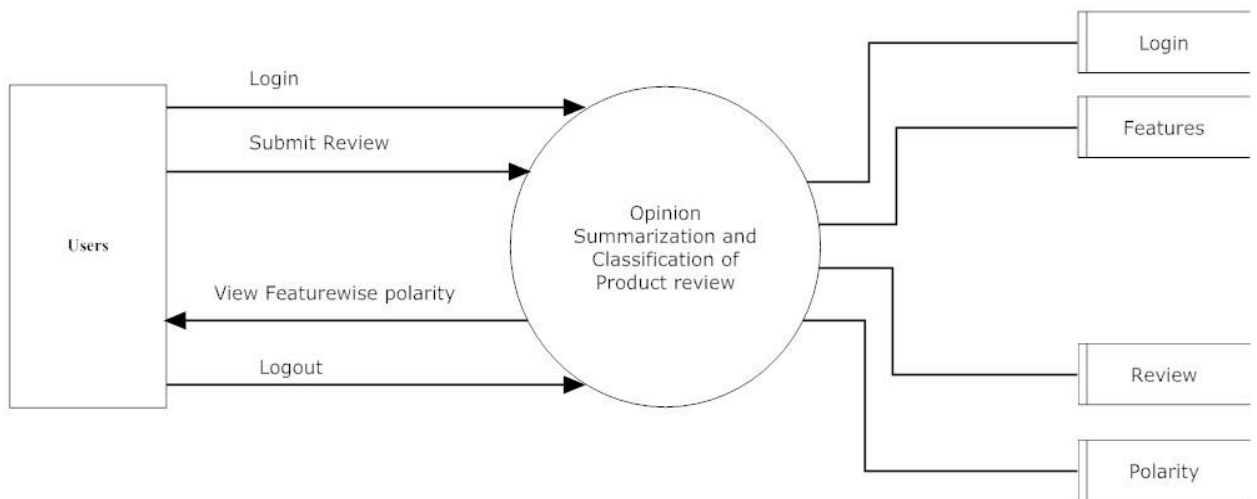 Login
Submit Review
Users
View Featurewise polarity
Logout
Opinion
Summarization and
Classification of
Product review
Login
Features
Review
Polarity